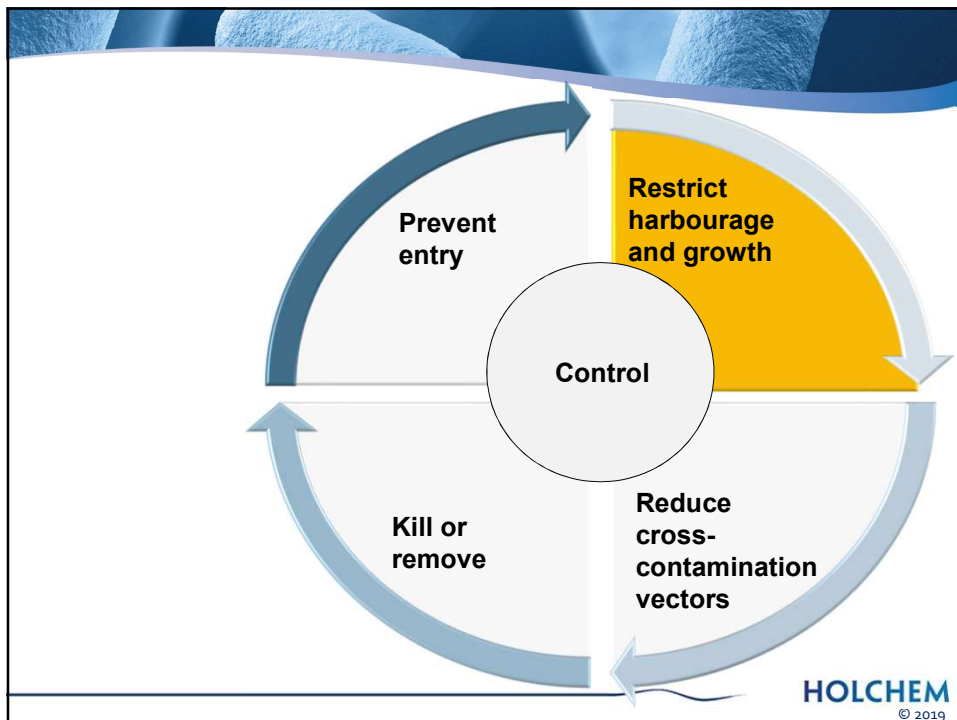 Prevent
entry
Restrict
harbourage
and growth
Control
Kill or
remove
Reduce
cross-
contamination
vectors
HOLCHEM
© 2019